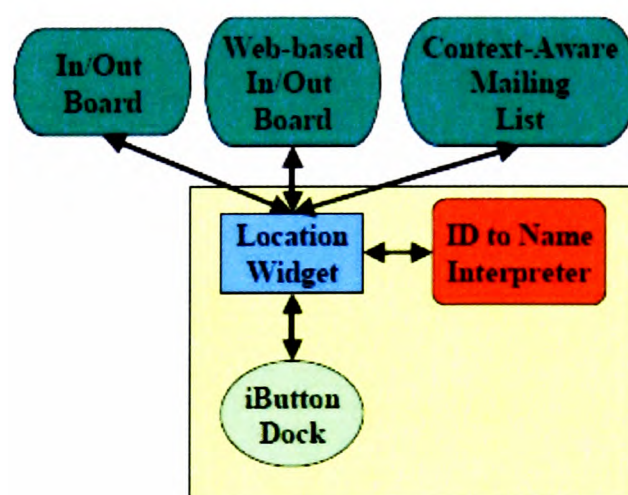 In/Out
Board
Web-based
In/Out
Board
Context-Aware
Mailing
List
Location
Widget
ID to Name
Interpreter
iButton
Dock